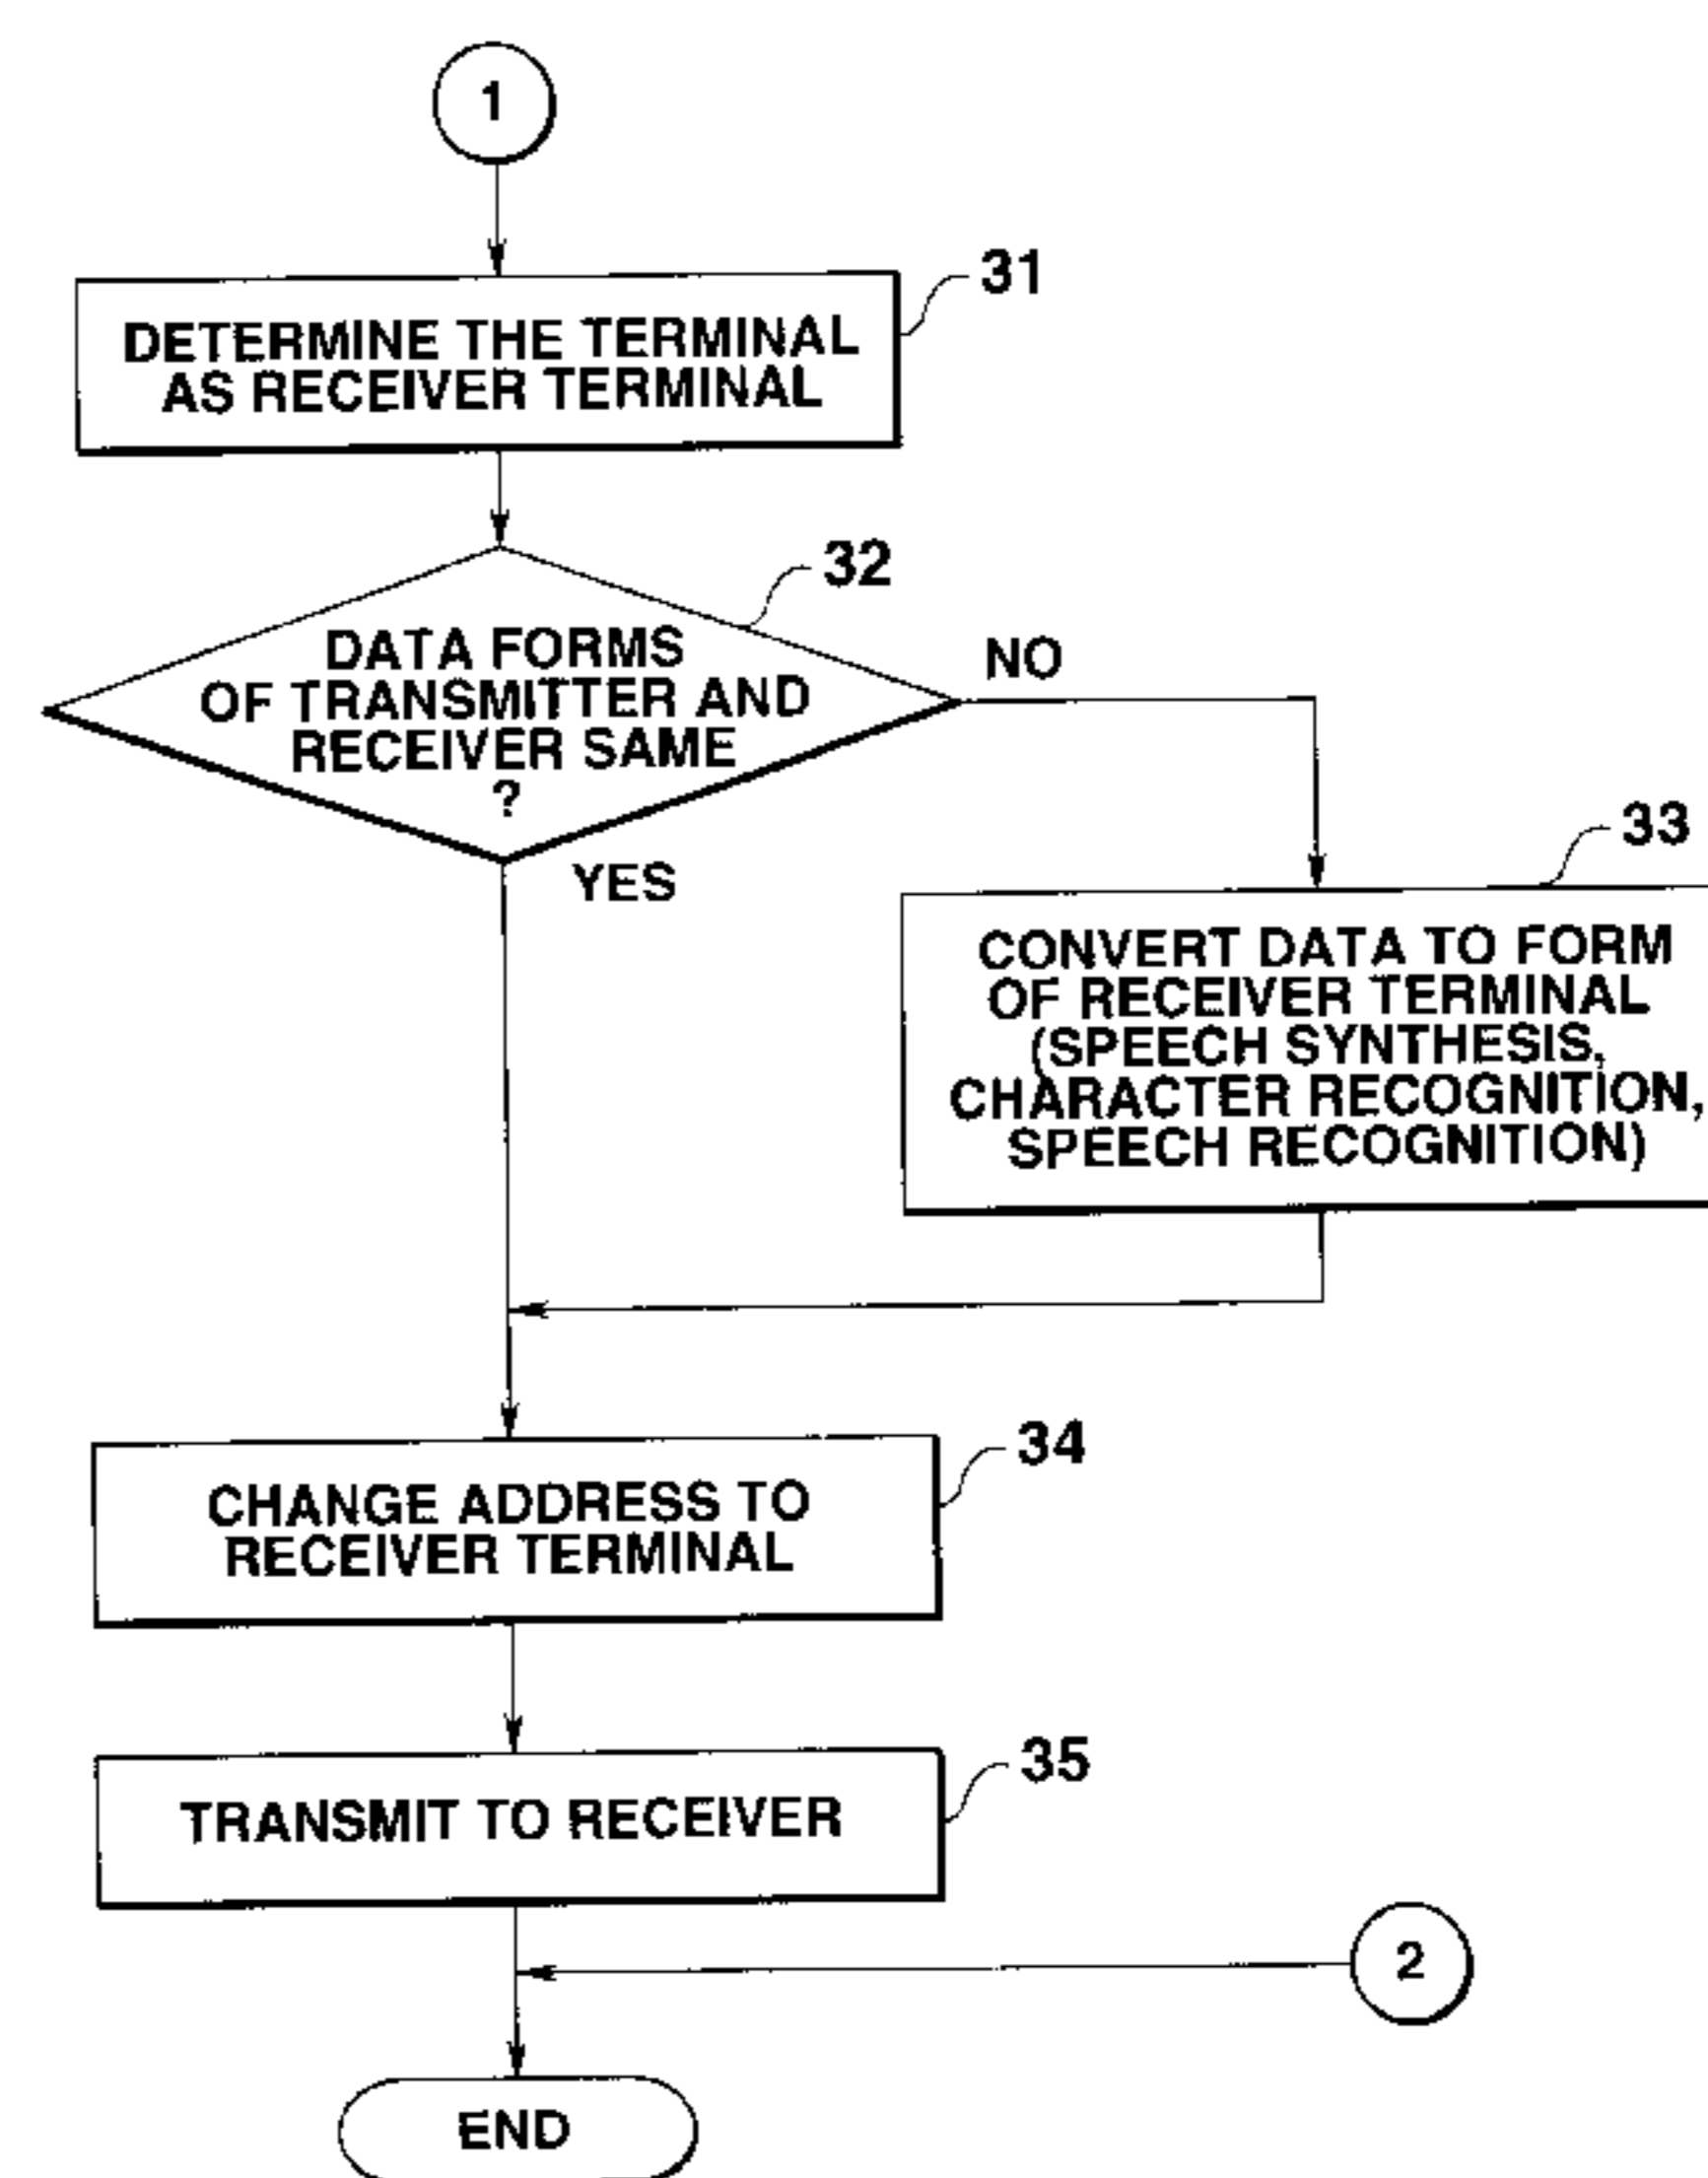 1
31
DETERMINE THE TERMINAL
AS RECEIVER TERMINAL
32
DATA FORMS
OF TRANSMITTER AND
RECEIVER SAME
?
NO
YES
33
CONVERT DATA TO FORM
OF RECEIVER TERMINAL
(SPEECH SYNTHESIS,
CHARACTER RECOGNITION,
SPEECH RECOGNITION)
34
CHANGE ADDRESS TO
RECEIVER TERMINAL
35
TRANSMIT TO RECEIVER
2
END